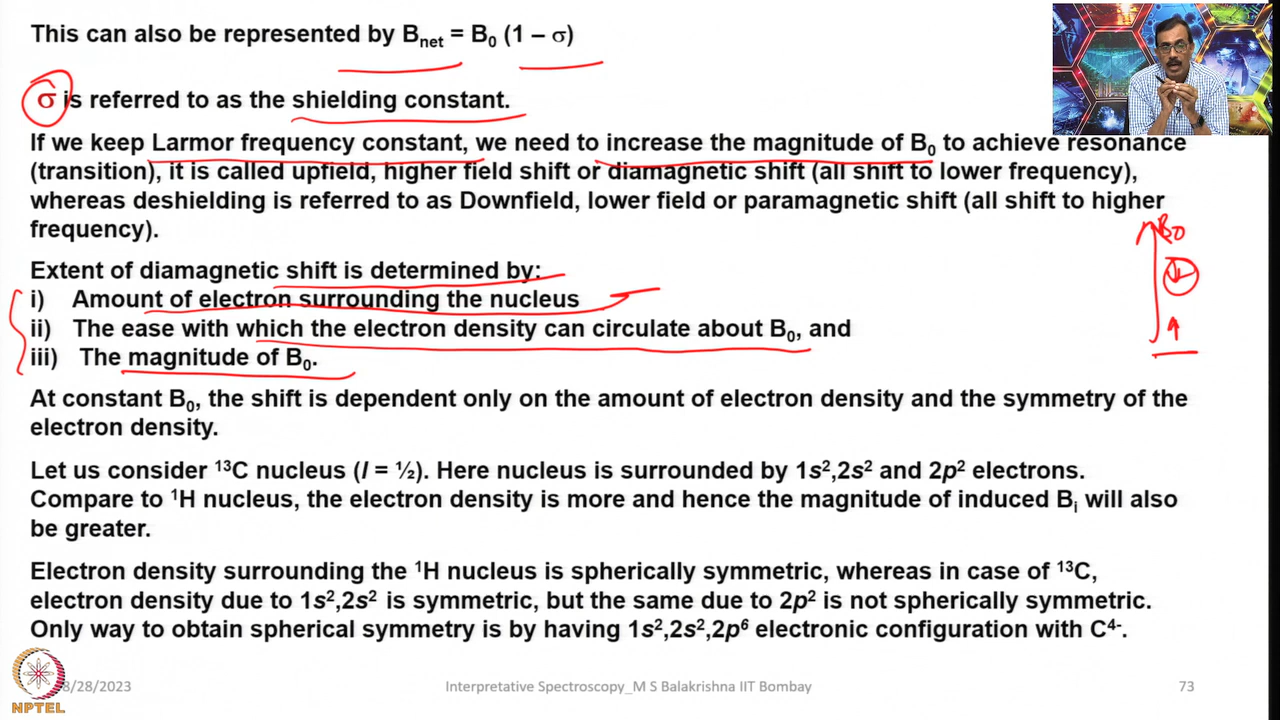 This can also be represented by Bnet = B0 (1 – σ)
σ is referred to as the shielding constant.
If we keep Larmor frequency constant, we need to increase the magnitude of B0 to achieve resonance
(transition), it is called upfield, higher field shift or diamagnetic shift (all shift to lower frequency),
whereas deshielding is referred to as Downfield, lower field or paramagnetic shift (all shift to higher
frequency).
B0
Extent of diamagnetic shift is determined by:
i) Amount of electron surrounding the nucleus
ii) The ease with which the electron density can circulate about B0, and
iii) The magnitude of B0.
At constant B0, the shift is dependent only on the amount of electron density and the symmetry of the
electron density.
Let us consider ¹³C nucleus (I = ½). Here nucleus is surrounded by 1s²,2s² and 2p² electrons.
Compare to ¹H nucleus, the electron density is more and hence the magnitude of induced Bi will also
be greater.
Electron density surrounding the ¹H nucleus is spherically symmetric, whereas in case of ¹³C,
electron density due to 1s²,2s² is symmetric, but the same due to 2p² is not spherically symmetric.
Only way to obtain spherical symmetry is by having 1s²,2s²,2p⁶ electronic configuration with C⁴⁻.
8/28/2023
Interpretative Spectroscopy_M S Balakrishna IIT Bombay
73
NPTEL